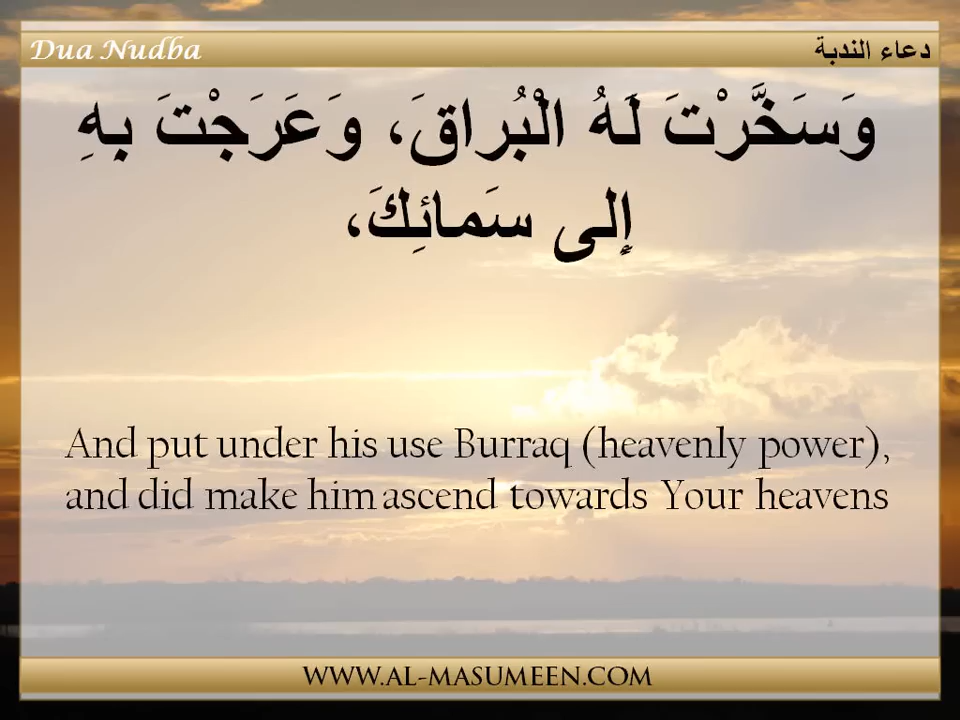 Dua Nudba
دعاء الندبة
وَسَخَّرْتَ لَهُ الْبُراقَ، وَعَرَجْتَ بِهِ
إِلى سَمائِكَ،
And put under his use Burraq (heavenly power),
and did make him ascend towards Your heavens
WWW.AL-MASUMEEN.COM